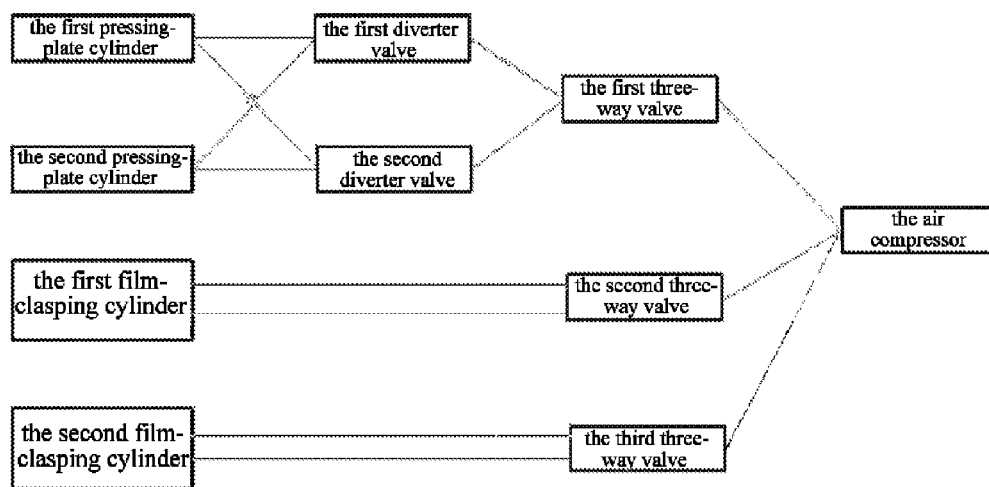 the first pressing-
plate cylinder
the first diverter
valve
the first three-
way valve
the second pressing-
plate cylinder
the second
diverter valve
the air
compressor
the first film-
clasping cylinder
the second three-
way valve
the second film-
clasping cylinder
the third three-
way valve